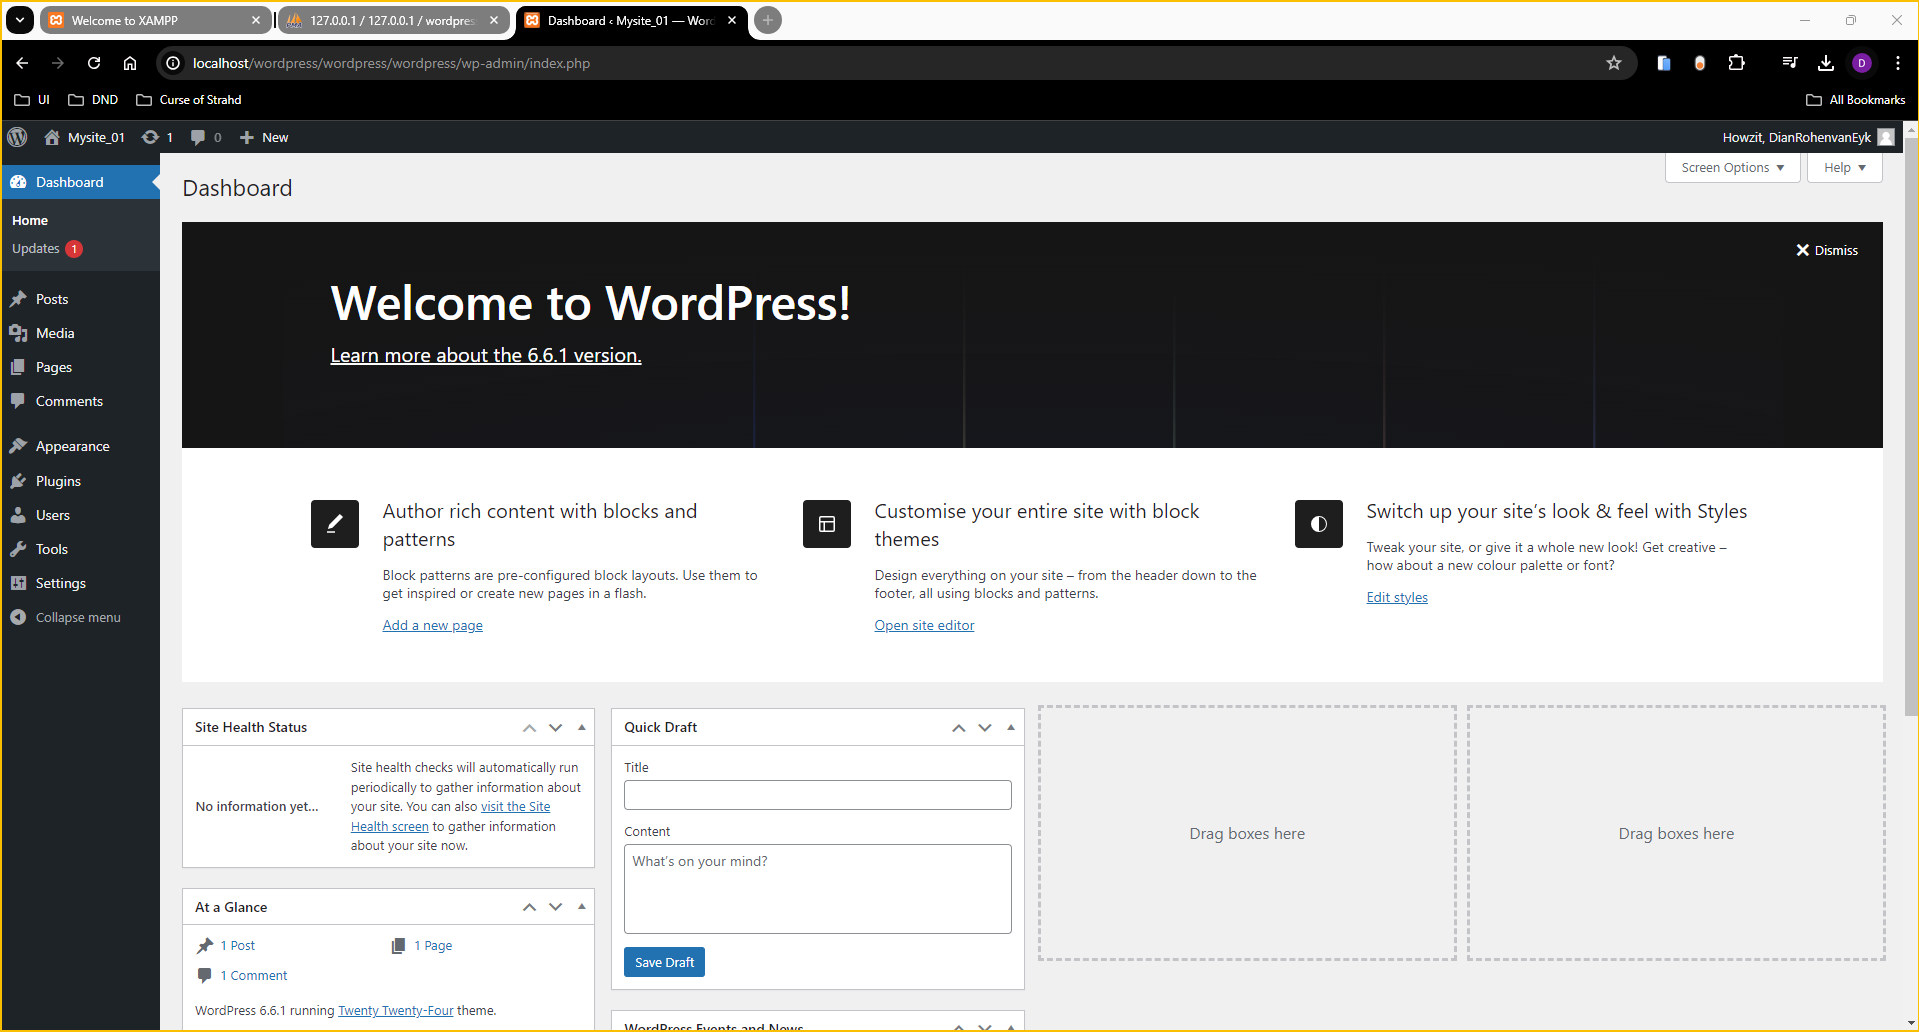 Welcome to XAMPP
127.0.0.1 / 127.0.0.1 / wordpres
Dashboard ‹ Mysite_01 — Wor
localhost/wordpress/wordpress/wordpress/wp-admin/index.php
D
UI
DND
Curse of Strahd
All Bookmarks
Mysite_01
1
0
New
Howzit, DianRohenvanEyk
Dashboard
Home
Updates 1
Posts
Media
Pages
Comments
Appearance
Plugins
Users
Tools
Settings
Collapse menu
Screen Options
Help
Dashboard
Dismiss
Welcome to WordPress!
Learn more about the 6.6.1 version.
Author rich content with blocks and
patterns
Block patterns are pre-configured block layouts. Use them to
get inspired or create new pages in a flash.
Add a new page
Customise your entire site with block
themes
Design everything on your site – from the header down to the
footer, all using blocks and patterns.
Open site editor
Switch up your site’s look & feel with Styles
Tweak your site, or give it a whole new look! Get creative –
how about a new colour palette or font?
Edit styles
Site Health Status
No information yet…
Site health checks will automatically run
periodically to gather information about
your site. You can also visit the Site
Health screen to gather information
about your site now.
At a Glance
1 Post
1 Page
1 Comment
WordPress 6.6.1 running Twenty Twenty-Four theme.
Quick Draft
Title
Content
What’s on your mind?
Save Draft
WordPress Events and News
Drag boxes here
Drag boxes here